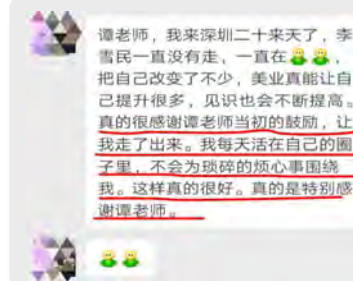 谭老师，我来深圳二十来天了，李
雪民一直没有走，一直在，
把自己改变了不少，美业真能让自
己提升很多，见识也会不断提高。
真的很感谢谭老师当初的鼓励，让
我走了出来。我每天活在自己的圈
子里，不会为琐碎的烦心事围绕
我。这样真的很好。真的是特别感
谢谭老师。